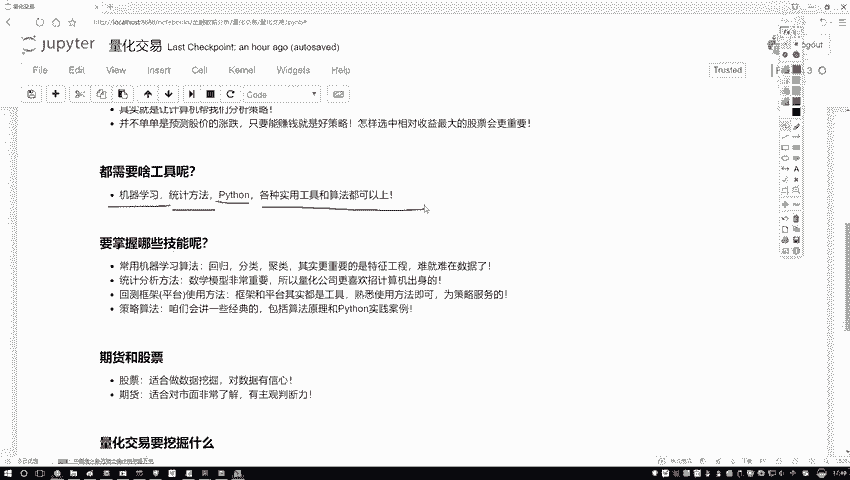 量化交易
jupyter 量化交易 Last Checkpoint: an hour ago (autosaved)
File Edit View Insert Cell Kernel Widgets Help
Trusted
Code
其实就是让计算机帮我们分析策略！
并不单单是预测股价的涨跌，只要能赚钱就是好策略！怎样选中相对收益最大的股票会更重要！
都需要啥工具呢？
机器学习，统计方法，Python，各种实用工具和算法都可以上！
要掌握哪些技能呢？
常用机器学习算法：回归，分类，聚类，其实更重要的是特征工程，难就难在数据了！
统计分析方法：数学模型非常重要，所以量化公司更喜欢招计算机出身的！
回测框架(平台)使用方法：框架和平台其实都是工具，熟悉使用方法即可，为策略服务的！
策略算法：咱们会讲一些经典的，包括算法原理和Python实践案例！
期货和股票
股票：适合做数据挖掘，对数据有信心！
期货：适合对市面非常了解，有主观判断力！
量化交易要挖掘什么